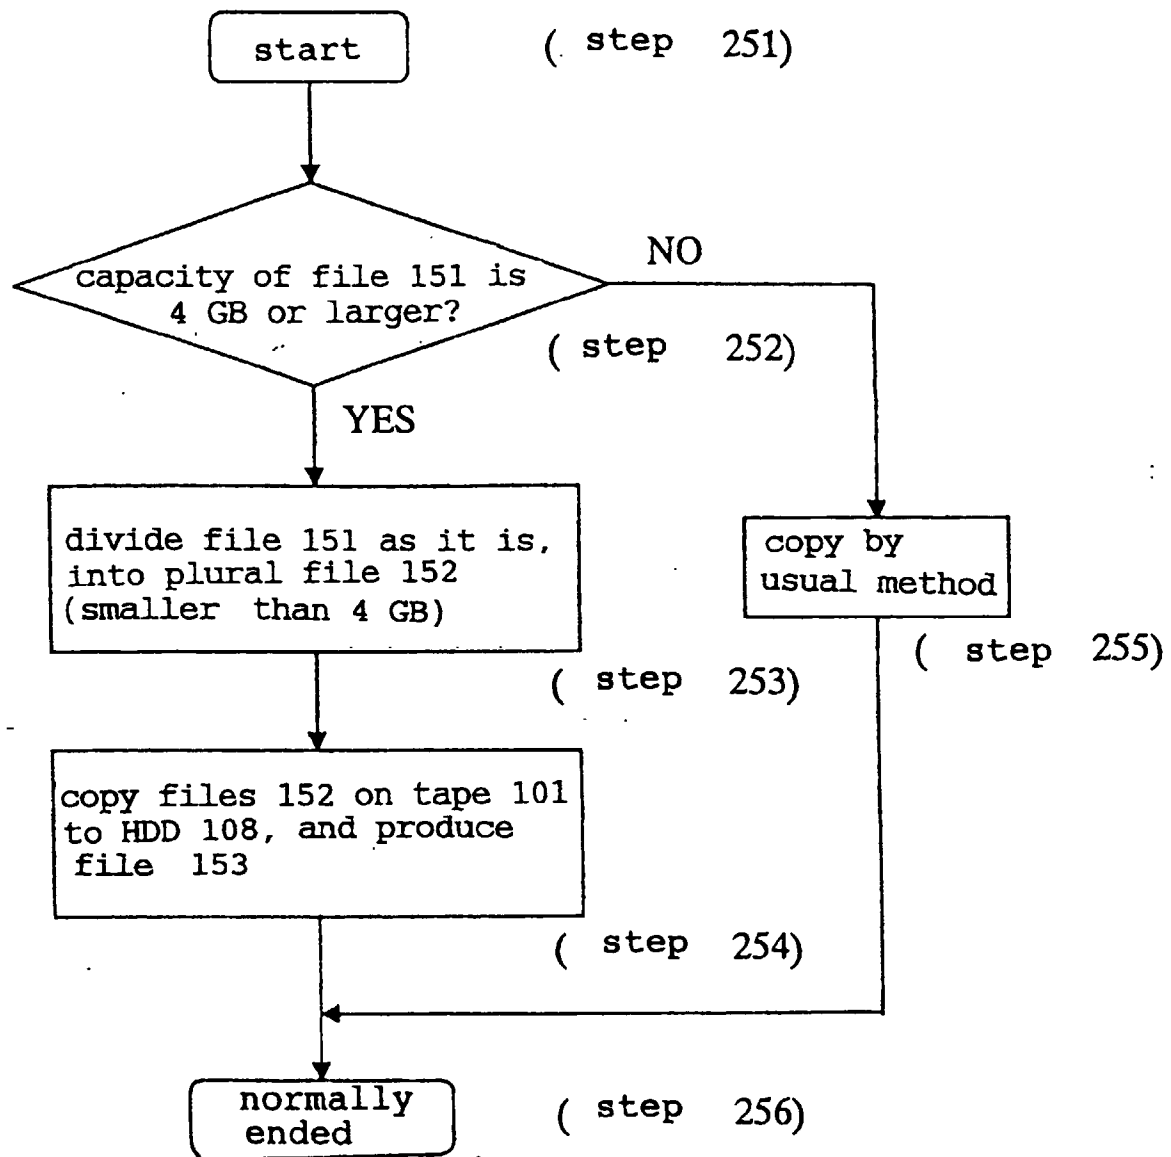 start
( step 251)
capacity of file 151 is
4 GB or larger?
NO
( step 252)
YES
divide file 151 as it is,
into plural file 152
(smaller than 4 GB)
( step 253)
copy by
usual method
( step 255)
copy files 152 on tape 101
to HDD 108, and produce
file 153
( step 254)
normally
ended
( step 256)